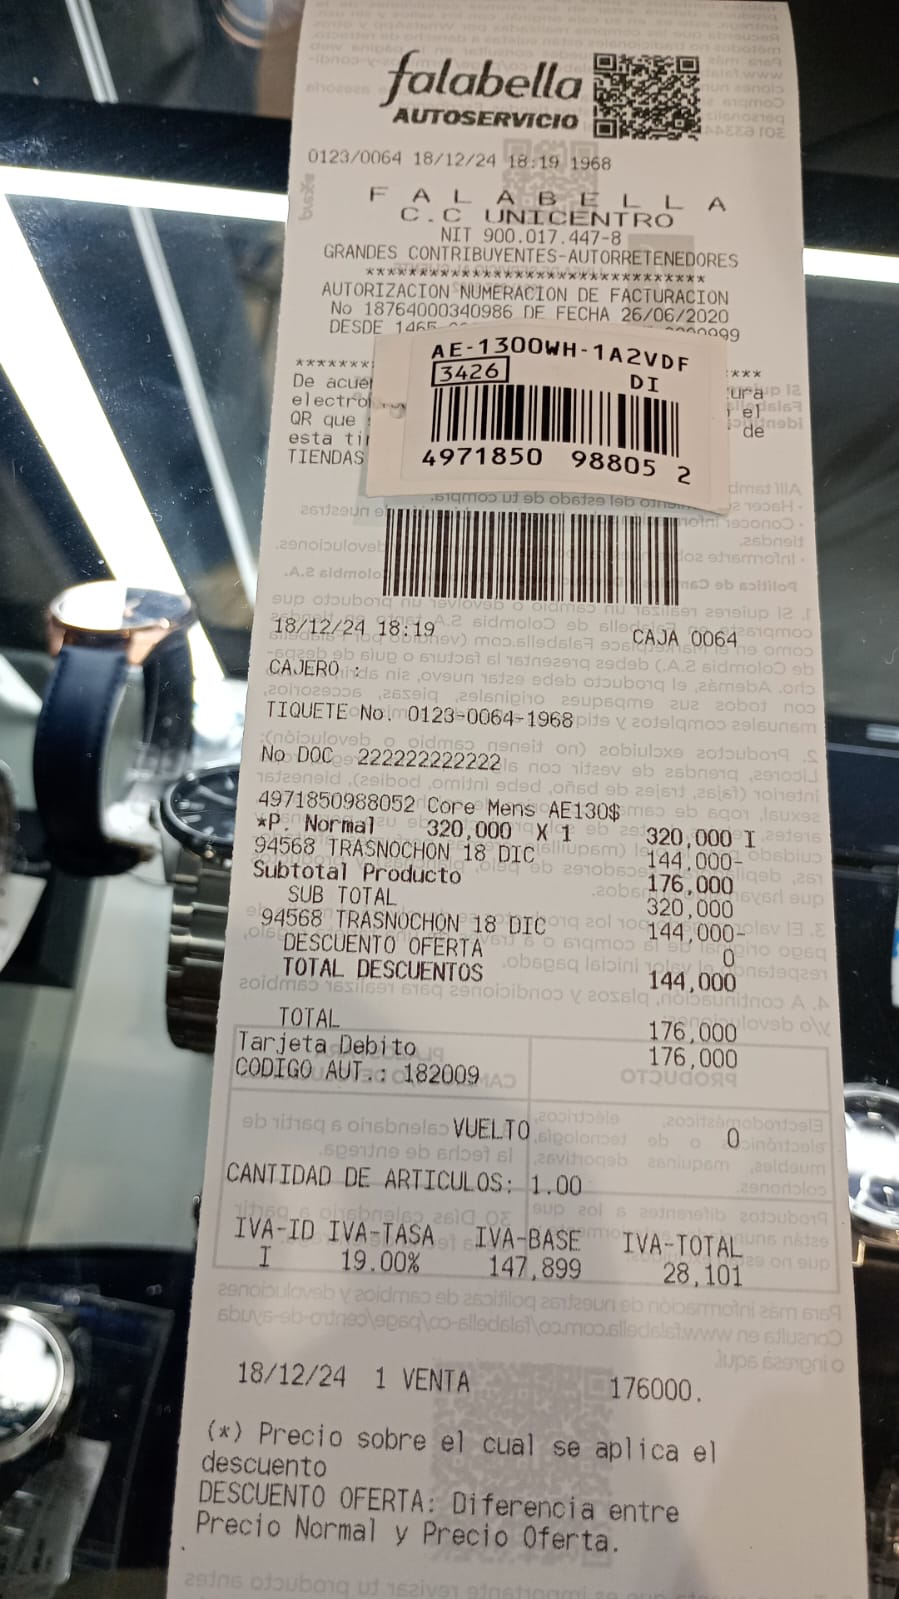 falabella
AUTOSERVICIO
0123/0064 18/12/24 18:19 1968
F A L A B E L L A
C.C UNICENTRO
NIT 900.017.447-8
GRANDES CONTRIBUYENTES-AUTORRETENEDORES
********************************
AUTORIZACION NUMERACION DE FACTURACION
No 18764000340986 DE FECHA 26/06/2020
DESDE
AE-1300WH-1A2VDF
3426 DI
4971850 98805 2
De
QR que el
esta de
TIENDAS
18/12/24 18:19 CAJA 0064
CAJERO :
TIQUETE No. 0123-0064-1968
No DOC 222222222222
4971850988052 Core Mens AE130$
*P. Normal 320,000 X 1 320,000 I
94568 TRASNOCHON 18 DIC 144,000-
Subtotal Producto 176,000
SUB TOTAL 320,000
94568 TRASNOCHON 18 DIC 144,000-
DESCUENTO OFERTA 0
TOTAL DESCUENTOS 144,000
TOTAL 176,000
Tarjeta Debito 176,000
CODIGO AUT.: 182009
VUELTO 0
CANTIDAD DE ARTICULOS: 1.00
IVA-ID IVA-TASA IVA-BASE IVA-TOTAL
I 19.00% 147,899 28,101
18/12/24 1 VENTA 176000.
(*) Precio sobre el cual se aplica el
descuento
DESCUENTO OFERTA: Diferencia entre
Precio Normal y Precio Oferta.